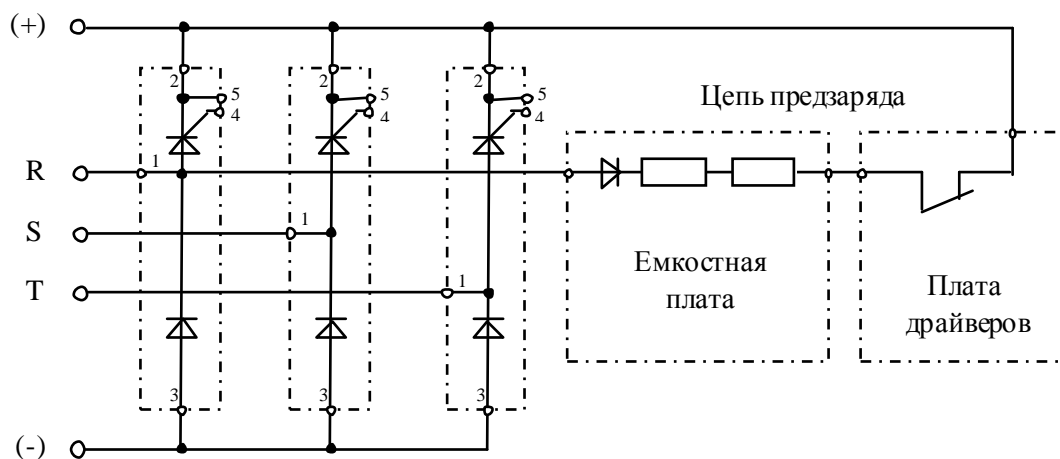 (+)
2
5
4
2
5
4
2
5
4
Цепь предзаряда
R
1
S
1
T
1
Емкостная
плата
Плата
драйверов
3
3
3
(-)